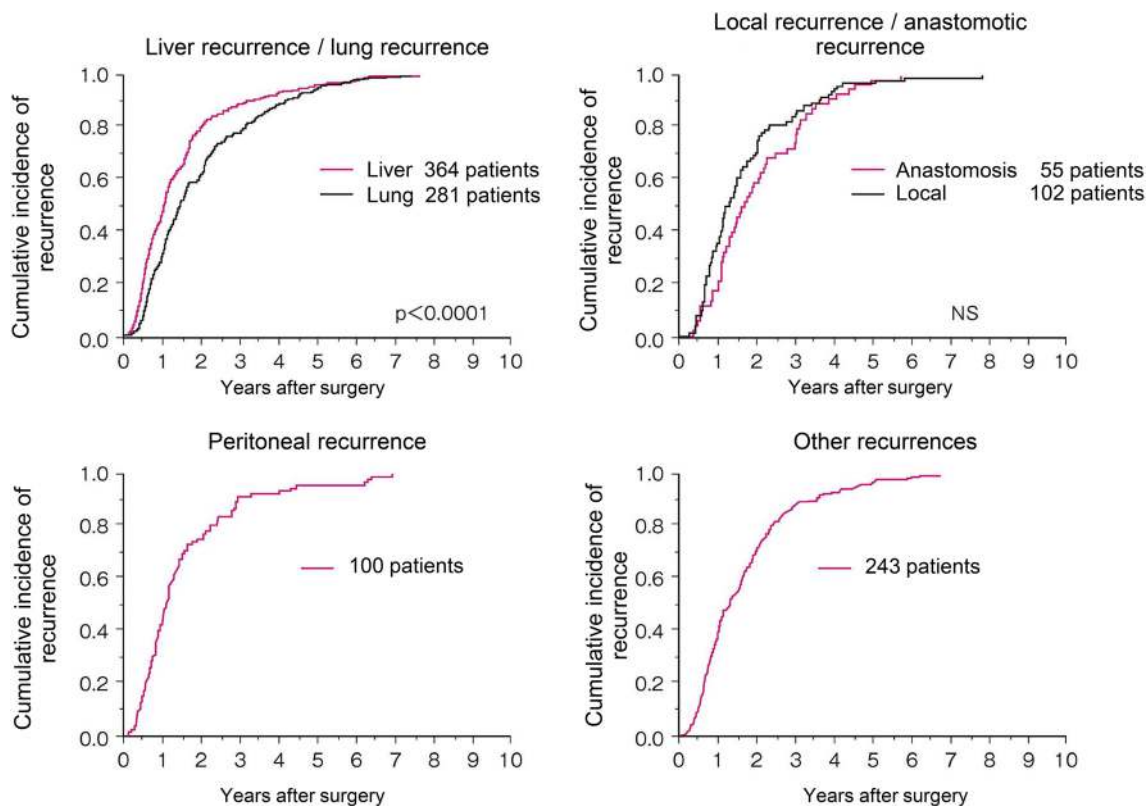 Liver recurrence / lung recurrence
Cumulative incidence of
recurrence
1.0
0.8
0.6
0.4
0.2
0.0
Liver 364 patients
Lung 281 patients
p<0.0001
0 1 2 3 4 5 6 7 8 9 10
Years after surgery
Local recurrence / anastomotic
recurrence
Cumulative incidence of
recurrence
1.0
0.8
0.6
0.4
0.2
0.0
Anastomosis 55 patients
Local 102 patients
NS
0 1 2 3 4 5 6 7 8 9 10
Years after surgery
Peritoneal recurrence
Cumulative incidence of
recurrence
1.0
0.8
0.6
0.4
0.2
0.0
100 patients
0 1 2 3 4 5 6 7 8 9 10
Years after surgery
Other recurrences
Cumulative incidence of
recurrence
1.0
0.8
0.6
0.4
0.2
0.0
243 patients
0 1 2 3 4 5 6 7 8 9 10
Years after surgery